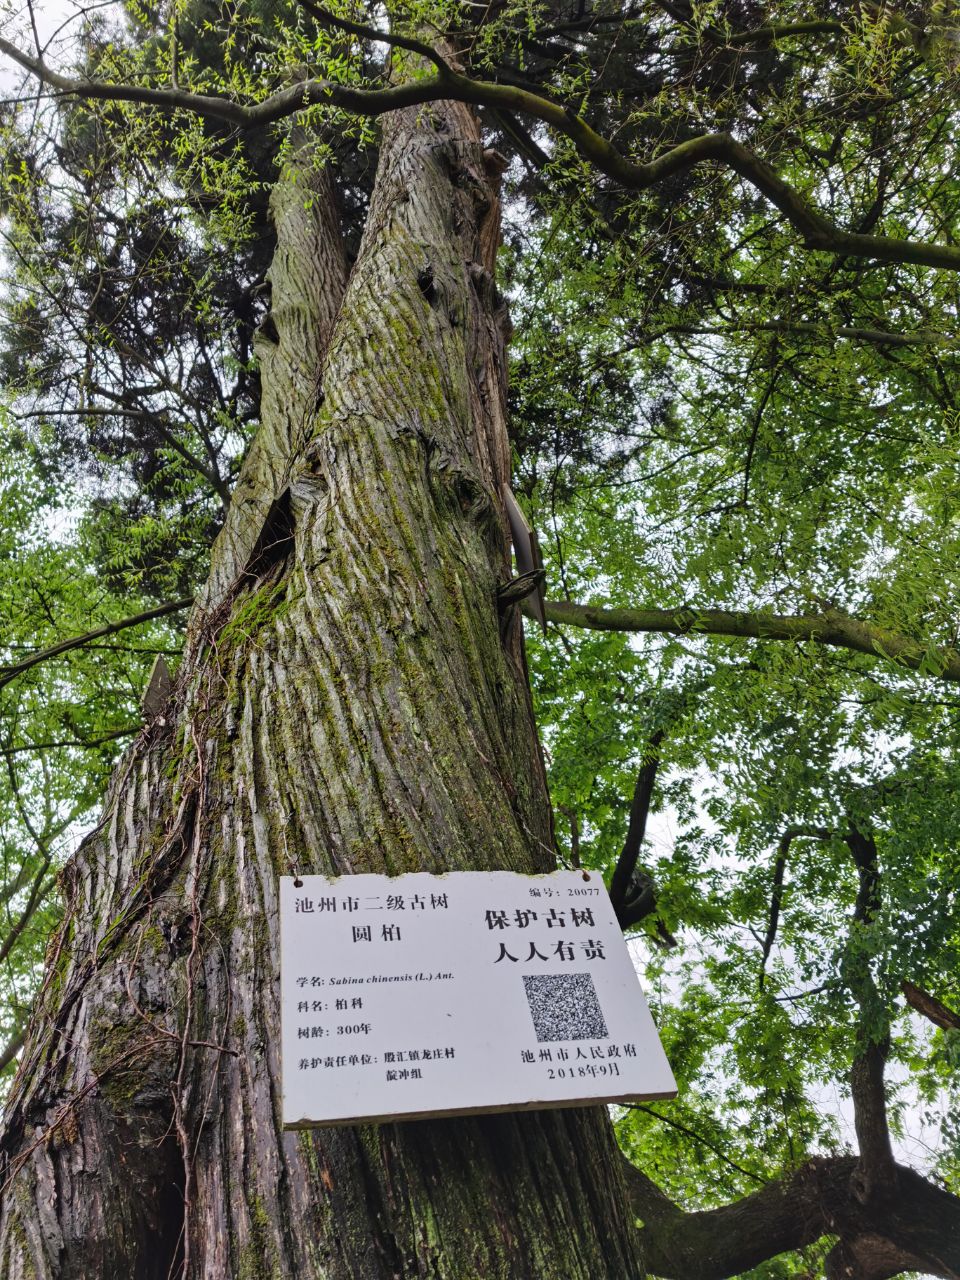 池州市二级古树
圆柏
学名: Sabina chinensis (L.) Ant.
科名: 柏科
树龄: 300年
养护责任单位: 殷汇镇龙庄村
靛冲组
编号: 20077
保护古树
人人有责
池州市人民政府
2018年9月